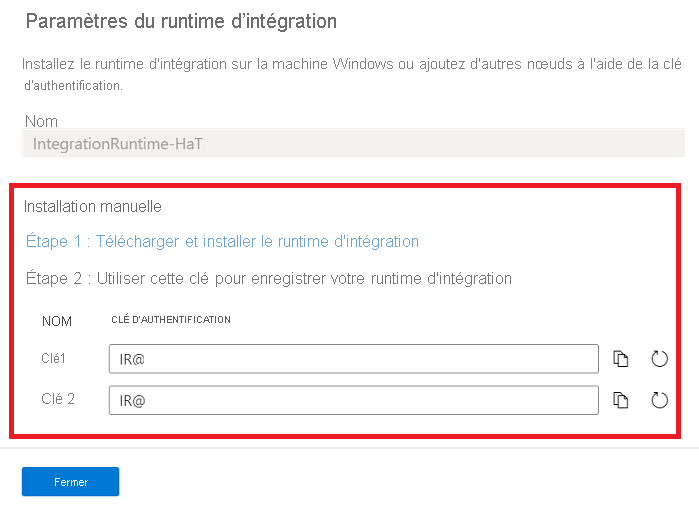 Paramètres du runtime d'intégration
Installez le runtime d'intégration sur la machine Windows ou ajoutez d'autres nœuds à l'aide de la clé
d'authentification.
Nom
IntegrationRuntime-HaT
Installation manuelle
Étape 1 : Télécharger et installer le runtime d'intégration
Étape 2 : Utiliser cette clé pour enregistrer votre runtime d'intégration
NOM CLÉ D'AUTHENTIFICATION
Clé1 IR@
Clé 2 IR@
Fermer